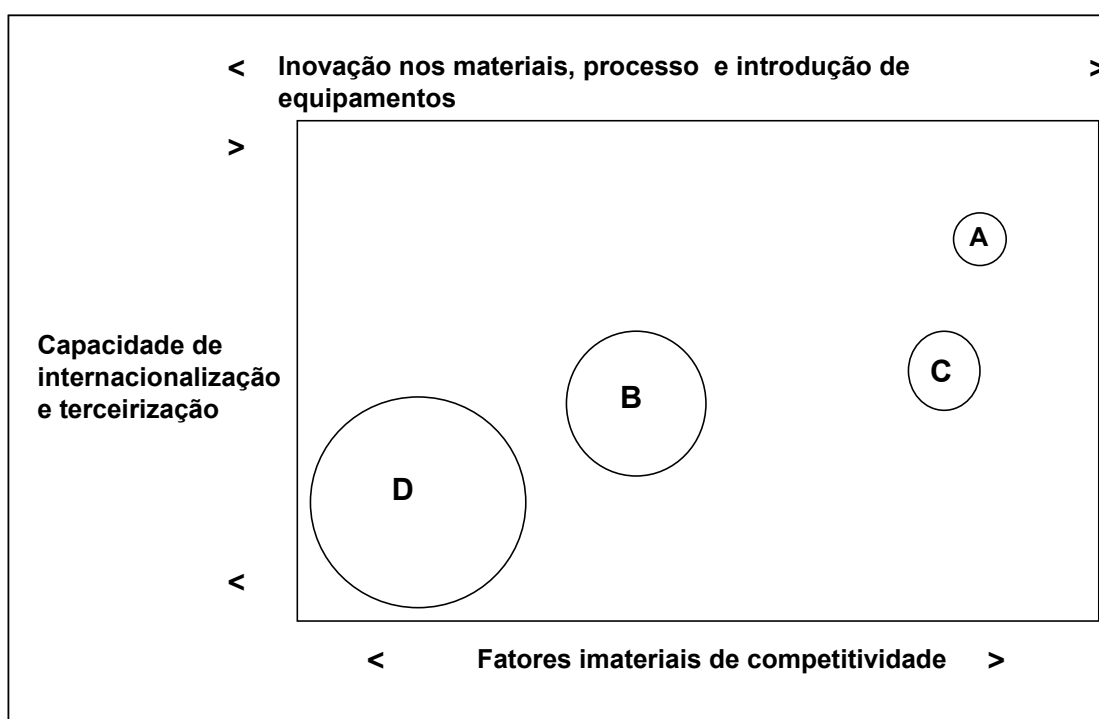 < Inovação nos materiais, processo e introdução de >
equipamentos
>
A
Capacidade de
internacionalização
e terceirização
C
B
D
<
< Fatores imateriais de competitividade >